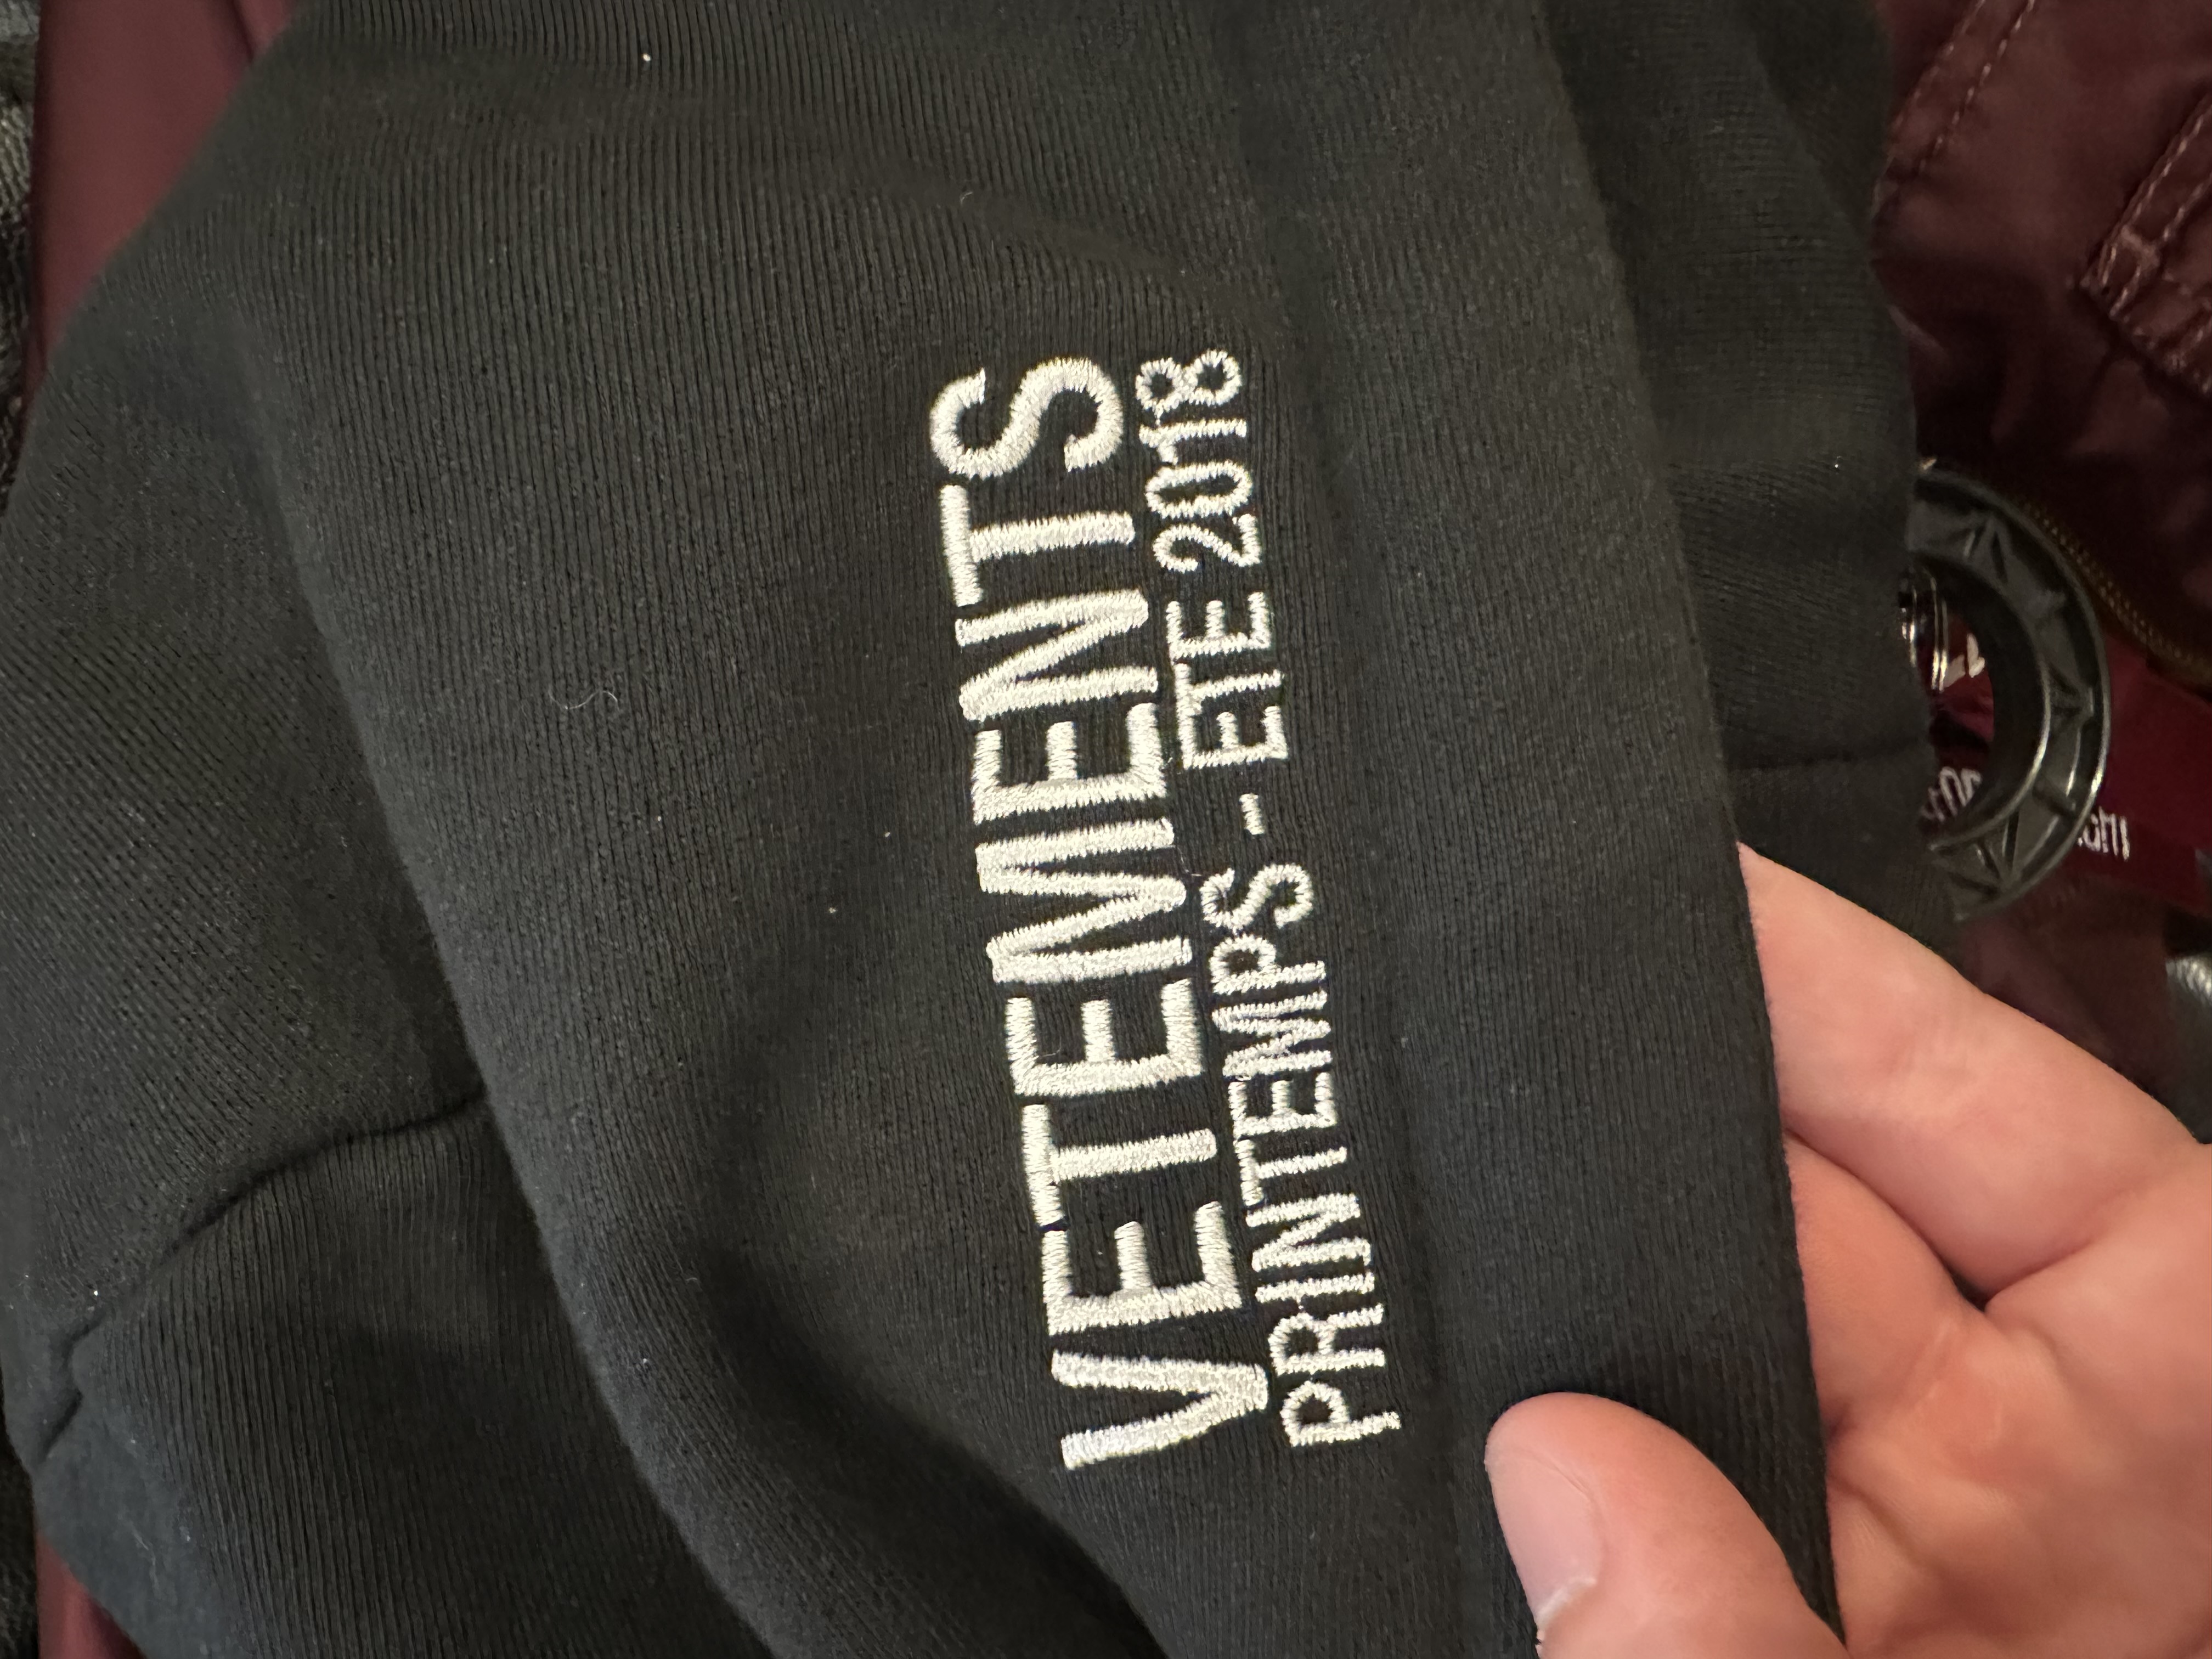 VETEMENTS
PRINTEMPS - ETE 2018